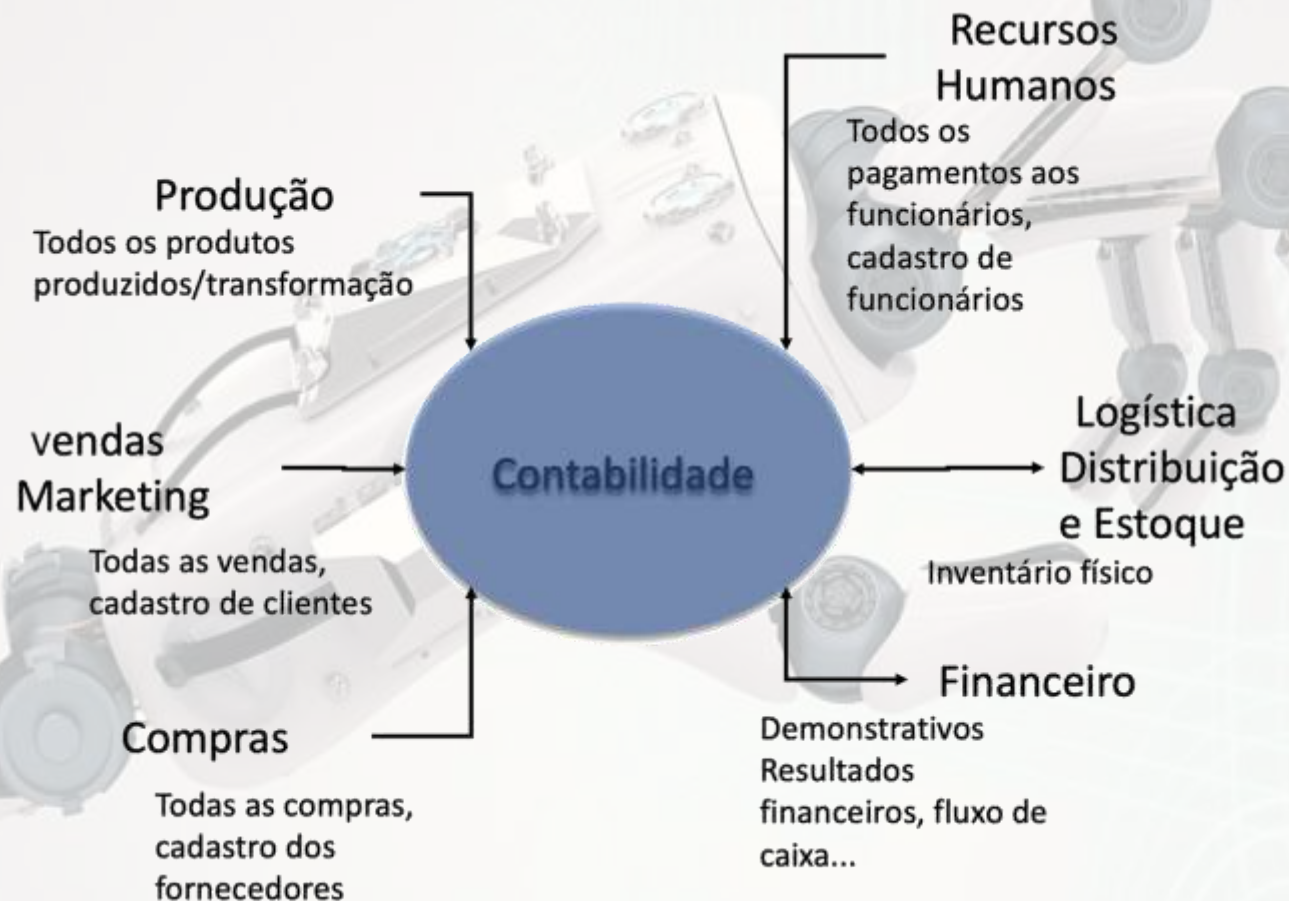 Recursos
Humanos
Todos os
pagamentos aos
funcionários,
cadastro de
funcionários
Produção
Todos os produtos
produzidos/transformação
vendas
Marketing
Todas as vendas,
cadastro de clientes
Contabilidade
Logística
Distribuição
e Estoque
Inventário físico
Compras
Todas as compras,
cadastro dos
fornecedores
Financeiro
Demonstrativos
Resultados
financeiros, fluxo de
caixa...